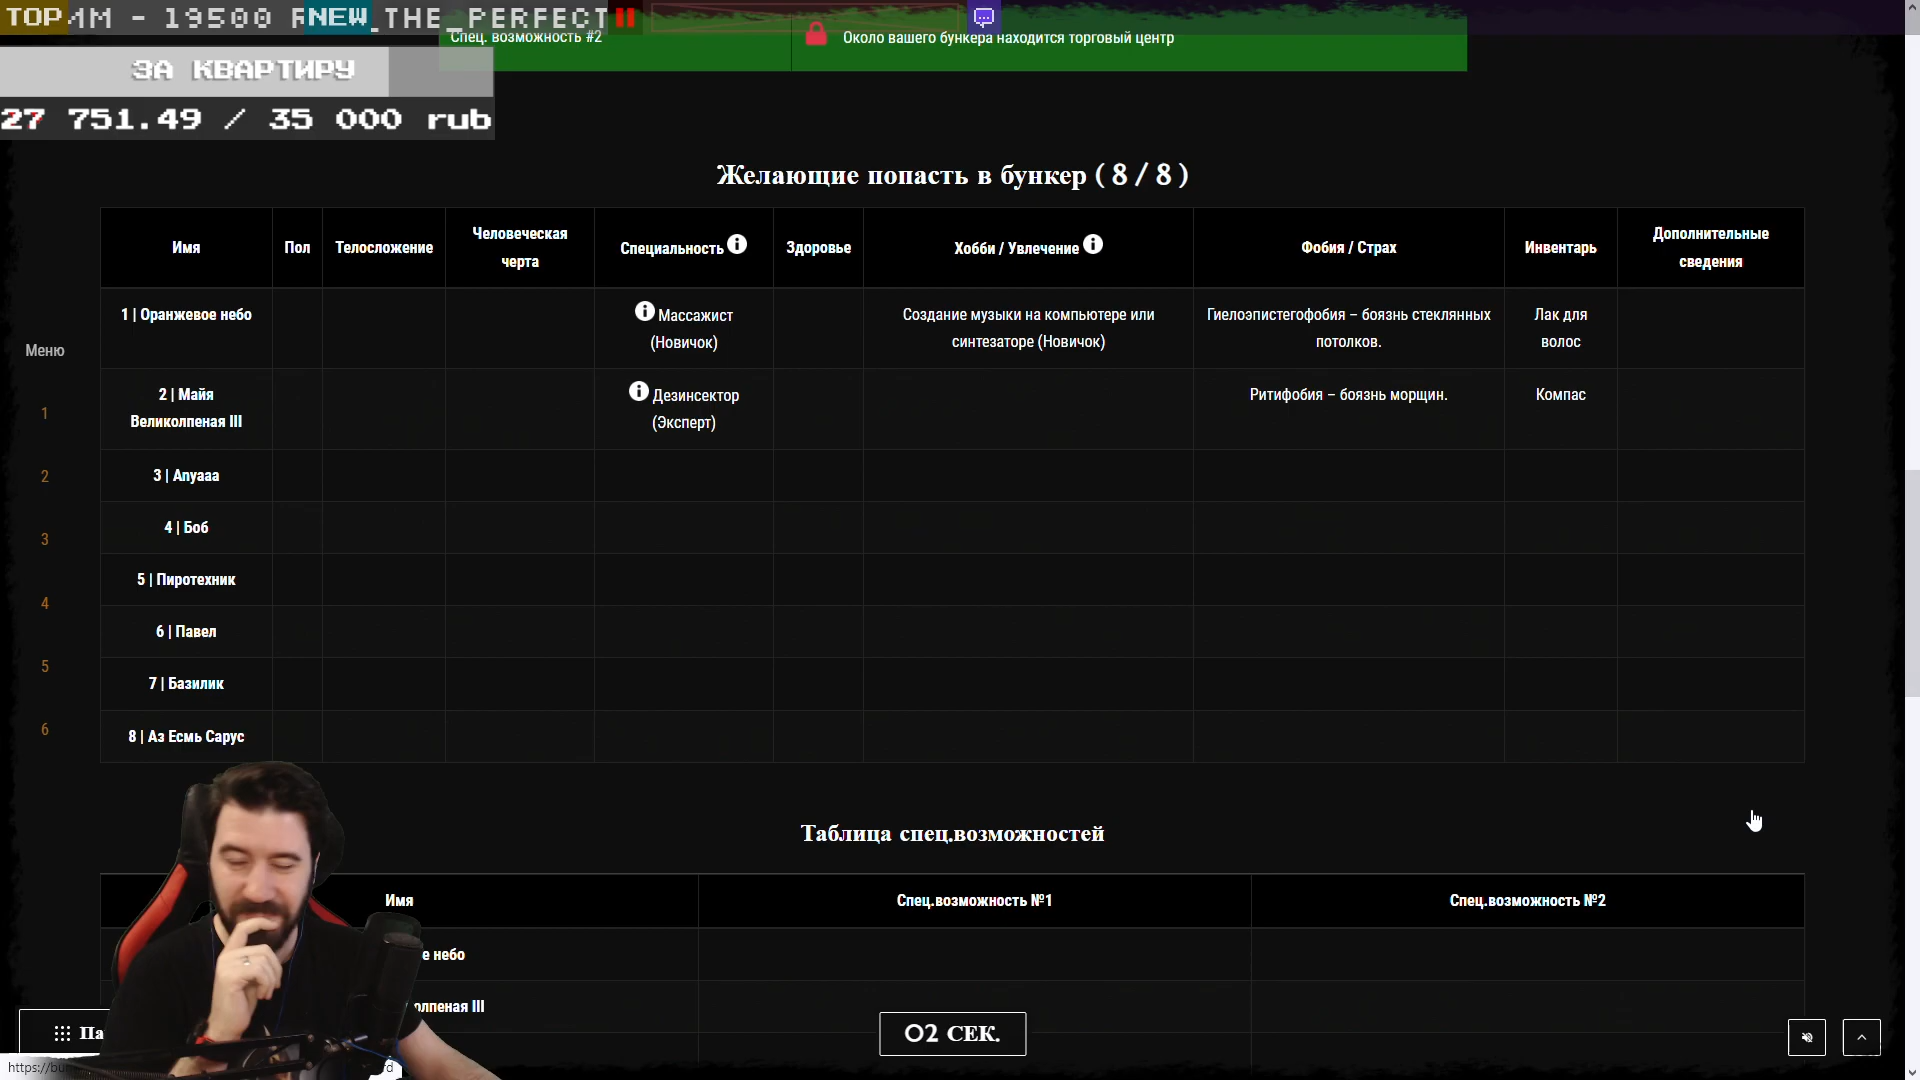 TOP 1M - 19500 R NEW_THE_PERFECT
Спец. возможность #2
Около вашего бункера находится торговый центр
ЗА КВАРТИРУ
27 751.49 / 35 000 rub
Желающие попасть в бункер (8/8)
Имя
Пол
Телосложение
Человеческая
черта
Специальность
Здоровье
Хобби / Увлечение
Фобия / Страх
Инвентарь
Дополнительные
сведения
1 | Оранжевое небо
Массажист
(Новичок)
Создание музыки на компьютере или
синтезаторе (Новичок)
Гиелоэпистегофобия – боязнь стеклянных
потолков.
Лак для
волос
2 | Майя
Великолпеная III
Дезинсектор
(Эксперт)
Ритифобия – боязнь морщин.
Компас
3 | Апуааа
4 | Боб
5 | Пиротехник
6 | Павел
7 | Базилик
8 | Аз Есмь Сарус
Меню
1
2
3
4
5
6
Таблица спец.возможностей
Имя
Спец.возможность №1
Спец.возможность №2
е небо
олпеная III
Па
02 СЕК.